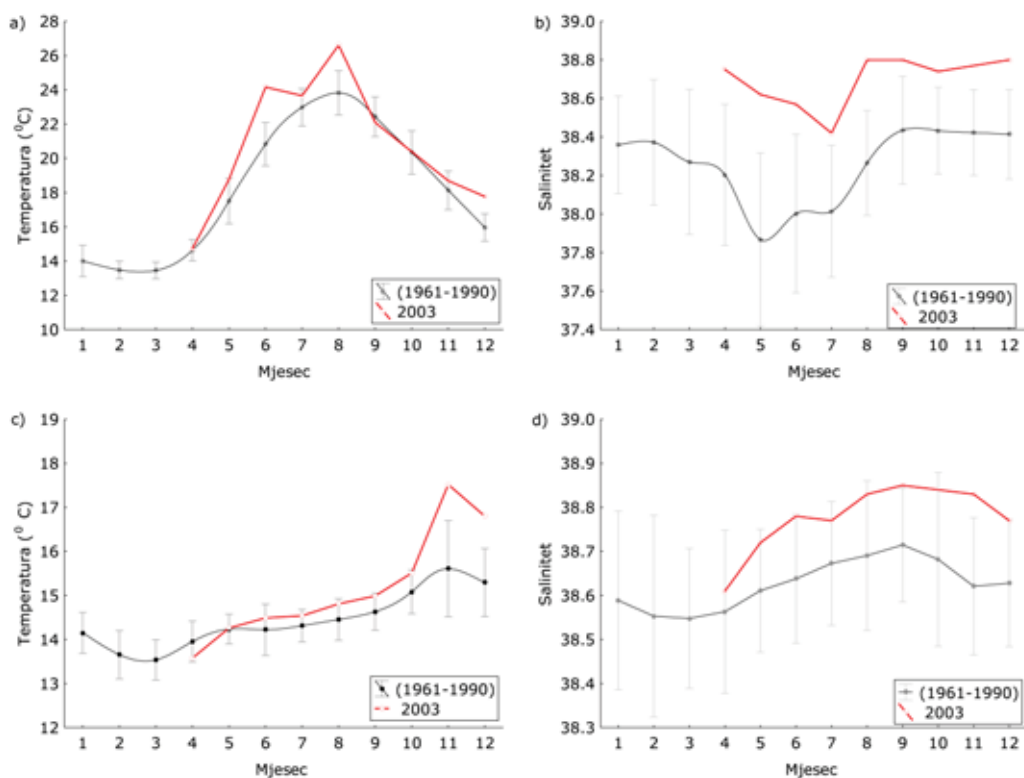 a)
Temperatura (⁰C)
28
26
24
22
20
18
16
14
12
10
1 2 3 4 5 6 7 8 9 10 11 12
Mjesec
(1961-1990)
2003
b)
Salinitet
39.0
38.8
38.6
38.4
38.2
38.0
37.8
37.6
37.4
1 2 3 4 5 6 7 8 9 10 11 12
Mjesec
(1961-1990)
2003
c)
Temperatura (⁰ C)
19
18
17
16
15
14
13
12
1 2 3 4 5 6 7 8 9 10 11 12
Mjesec
(1961-1990)
2003
d)
Salinitet
39.0
38.9
38.8
38.7
38.6
38.5
38.4
38.3
1 2 3 4 5 6 7 8 9 10 11 12
Mjesec
(1961-1990)
2003